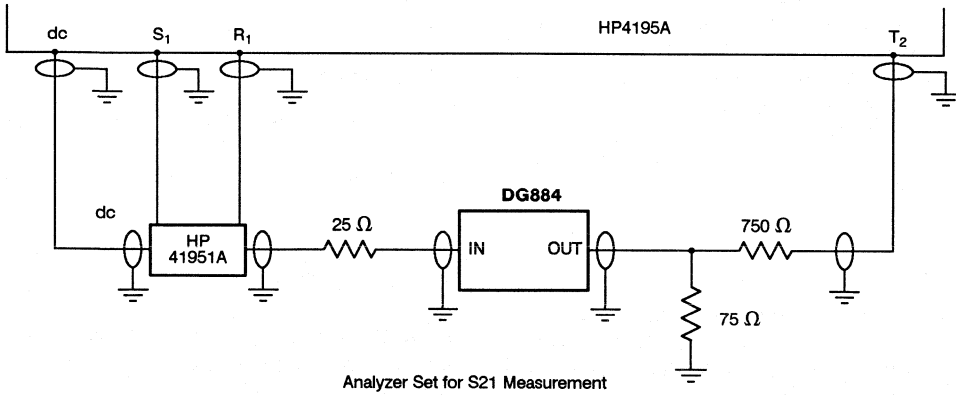 HP4195A
dc
S1
R1
T2
dc
HP
41951A
25 Ω
DG884
IN
OUT
750 Ω
75 Ω
Analyzer Set for S21 Measurement